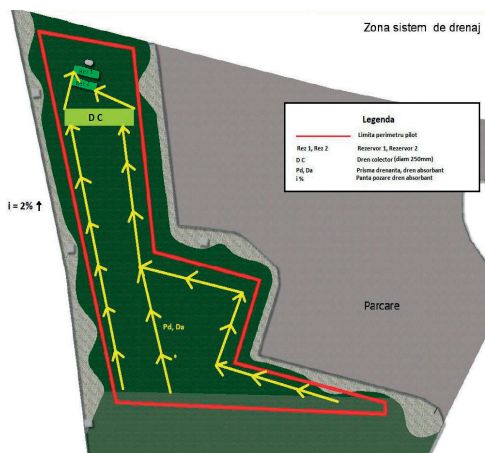 Zona sistem de drenaj
D C
Legenda
Limita perimetru pilot
Rez 1, Rez 2 Rezervor 1, Rezervor 2
D C Dren colector (diam 250mm)
Pd, Da Prisma drenanta, dren absorbant
i % Panta pozare dren absorbant
i = 2%
Parcare
Pd, Da